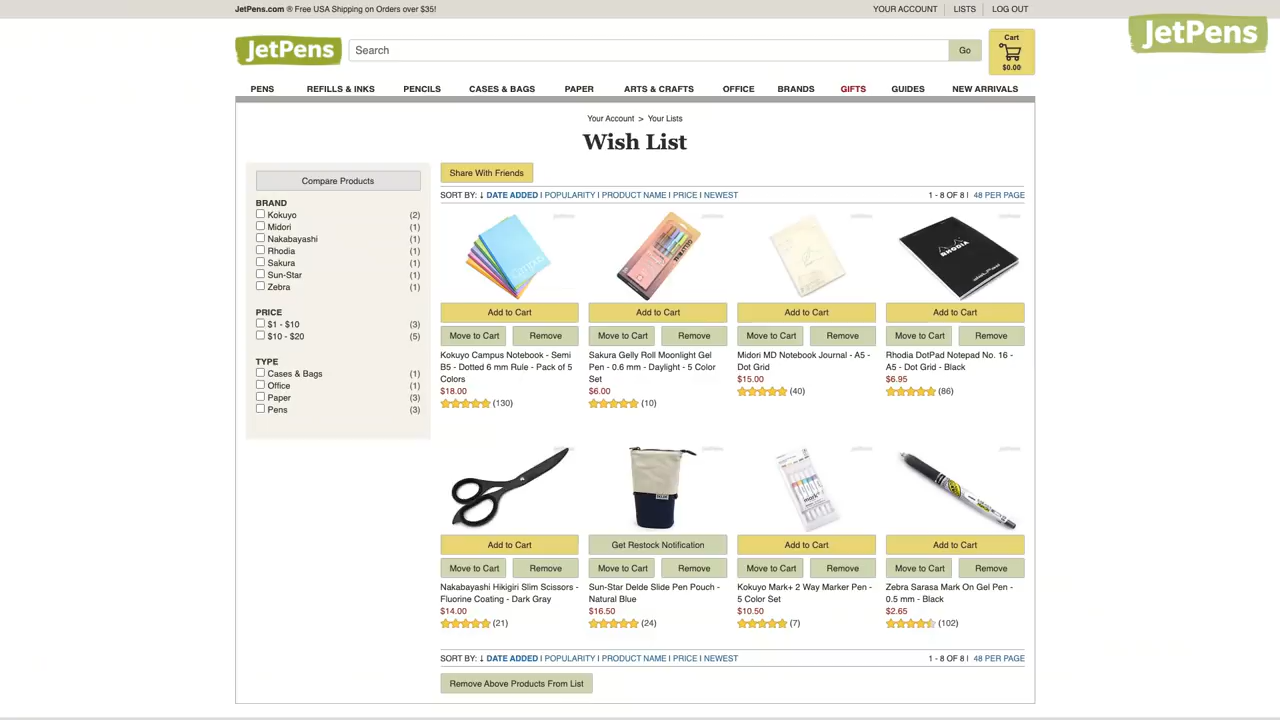 JetPens.com ® Free USA Shipping on Orders over $35!
YOUR ACCOUNT
LISTS
LOG OUT
JetPens
JetPens
Search
Go
Cart
$0.00
PENS
REFILLS & INKS
PENCILS
CASES & BAGS
PAPER
ARTS & CRAFTS
OFFICE
BRANDS
GIFTS
GUIDES
NEW ARRIVALS
Your Account > Your Lists
Wish List
Compare Products
BRAND
Kokuyo (2)
Midori (1)
Nakabayashi (1)
Rhodia (1)
Sakura (1)
Sun-Star (1)
Zebra (1)
PRICE
$1 - $10 (3)
$10 - $20 (5)
TYPE
Cases & Bags (1)
Office (1)
Paper (3)
Pens (3)
Share With Friends
SORT BY: ↓ DATE ADDED | POPULARITY | PRODUCT NAME | PRICE | NEWEST
1 - 8 OF 8 | 48 PER PAGE
RHODIA
Add to Cart
Move to Cart
Remove
Kokuyo Campus Notebook - Semi
B5 - Dotted 6 mm Rule - Pack of 5
Colors
$18.00
(130)
Add to Cart
Move to Cart
Remove
Sakura Gelly Roll Moonlight Gel
Pen - 0.6 mm - Daylight - 5 Color
Set
$6.00
(10)
Add to Cart
Move to Cart
Remove
Midori MD Notebook Journal - A5 -
Dot Grid
$15.00
(40)
Add to Cart
Move to Cart
Remove
Rhodia DotPad Notepad No. 16 -
A5 - Dot Grid - Black
$6.95
(86)
Add to Cart
Move to Cart
Remove
Nakabayashi Hikigiri Slim Scissors -
Fluorine Coating - Dark Gray
$14.00
(21)
Get Restock Notification
Move to Cart
Remove
Sun-Star Delde Slide Pen Pouch -
Natural Blue
$16.50
(24)
Add to Cart
Move to Cart
Remove
Kokuyo Mark+ 2 Way Marker Pen -
5 Color Set
$10.50
(7)
Add to Cart
Move to Cart
Remove
Zebra Sarasa Mark On Gel Pen -
0.5 mm - Black
$2.65
(102)
SORT BY: ↓ DATE ADDED | POPULARITY | PRODUCT NAME | PRICE | NEWEST
1 - 8 OF 8 | 48 PER PAGE
Remove Above Products From List